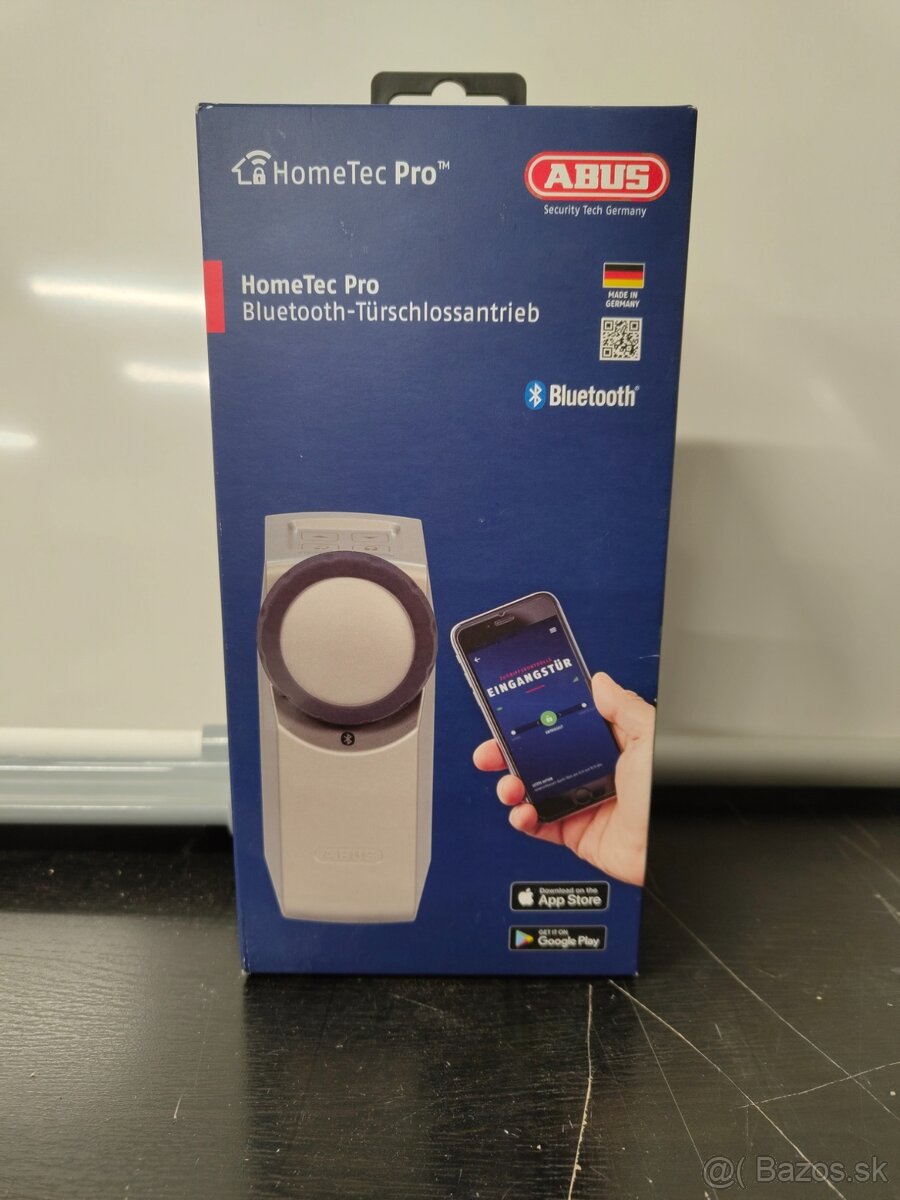 HomeTec Pro™
ABUS
Security Tech Germany
HomeTec Pro
Bluetooth-Türschlossantrieb
MADE IN
GERMANY
Bluetooth®
EINGANGSTÜR
ABUS
Download on the
App Store
GET IT ON
Google Play
@( Bazos.sk